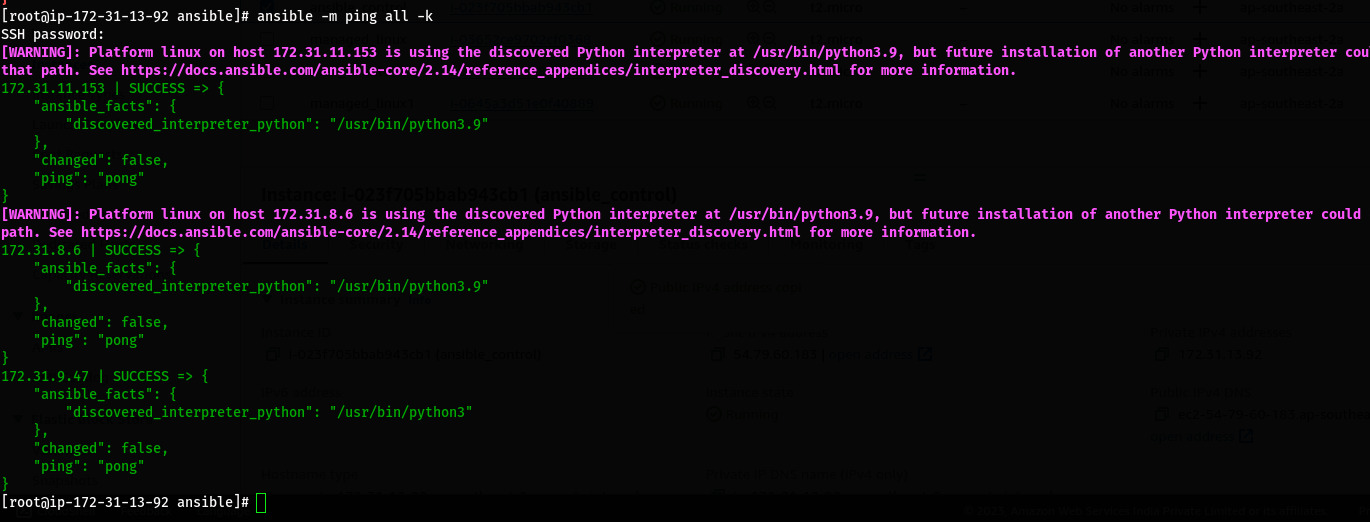 [root@ip-172-31-13-92 ansible]# ansible -m ping all -k
SSH password:
[WARNING]: Platform linux on host 172.31.11.153 is using the discovered Python interpreter at /usr/bin/python3.9, but future installation of another Python interpreter cou
that path. See https://docs.ansible.com/ansible-core/2.14/reference_appendices/interpreter_discovery.html for more information.
172.31.11.153 | SUCCESS => {
    "ansible_facts": {
        "discovered_interpreter_python": "/usr/bin/python3.9"
    },
    "changed": false,
    "ping": "pong"
}
[WARNING]: Platform linux on host 172.31.8.6 is using the discovered Python interpreter at /usr/bin/python3.9, but future installation of another Python interpreter could
path. See https://docs.ansible.com/ansible-core/2.14/reference_appendices/interpreter_discovery.html for more information.
172.31.8.6 | SUCCESS => {
    "ansible_facts": {
        "discovered_interpreter_python": "/usr/bin/python3.9"
    },
    "changed": false,
    "ping": "pong"
}
172.31.9.47 | SUCCESS => {
    "ansible_facts": {
        "discovered_interpreter_python": "/usr/bin/python3"
    },
    "changed": false,
    "ping": "pong"
}
[root@ip-172-31-13-92 ansible]#
Instance: i-023f705bbab943cb1 (ansible_control)